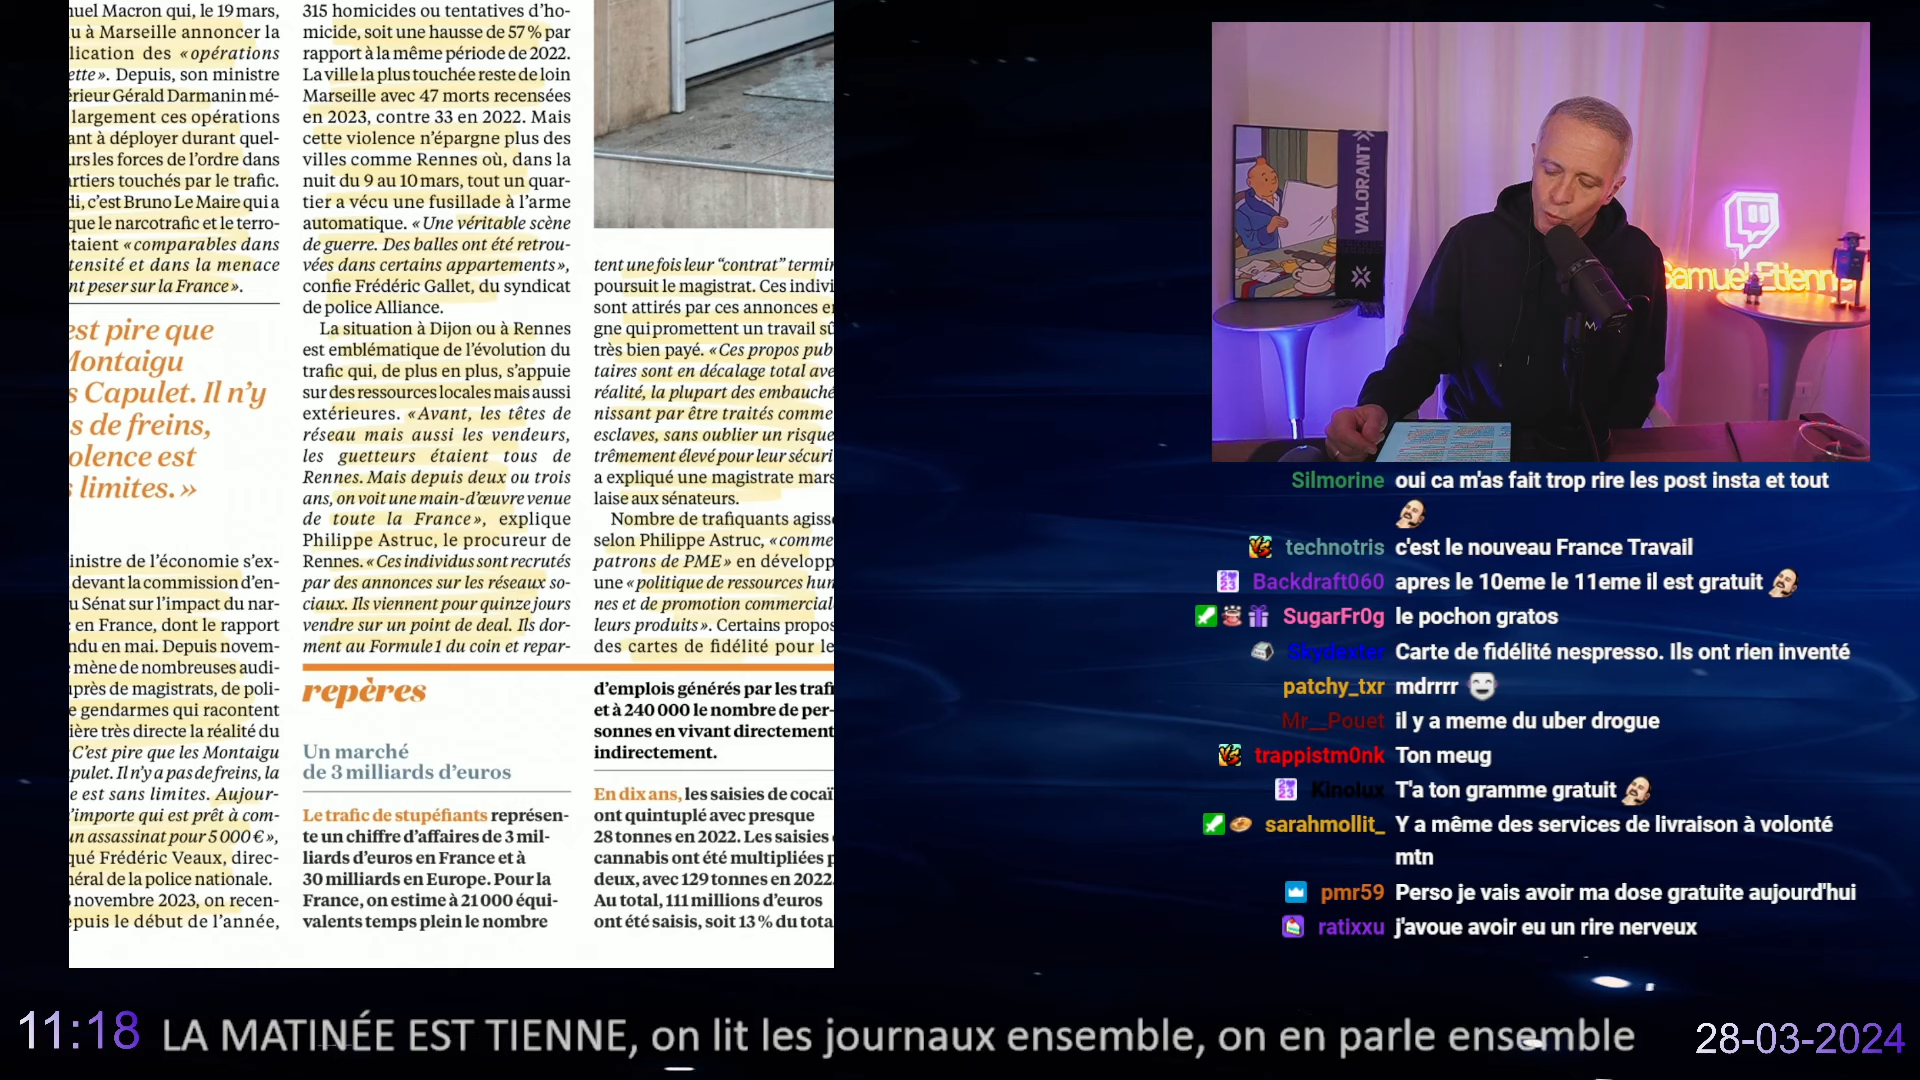 nuel Macron qui, le 19 mars,
u à Marseille annoncer la
lication des «opérations
ette». Depuis, son ministre
érieur Gérald Darmanin mé-
largement ces opérations
ant à déployer durant quel-
urs les forces de l'ordre dans
artiers touchés par le trafic.
di, c'est Bruno Le Maire qui a
que le narcotrafic et le terro-
taient «comparables dans
tensité et dans la menace
nt peser sur la France».
est pire que
Montaigu
s Capulet. Il n'y
s de freins,
olence est
s limites.»
inistre de l'économie s'ex-
devant la commission d'en-
u Sénat sur l'impact du nar-
en France, dont le rapport
ndu en mai. Depuis novem-
mène de nombreuses audi-
uprès de magistrats, de poli-
e gendarmes qui racontent
ière très directe la réalité du
C'est pire que les Montaigu
pulet. Il n'y a pas de freins, la
e est sans limites. Aujour-
'importe qui est prêt à com-
un assassinat pour 5 000 €»,
qué Frédéric Veaux, direc-
néral de la police nationale.
novembre 2023, on recen-
epuis le début de l'année,
315 homicides ou tentatives d'ho-
micide, soit une hausse de 57 % par
rapport à la même période de 2022.
La ville la plus touchée reste de loin
Marseille avec 47 morts recensées
en 2023, contre 33 en 2022. Mais
cette violence n'épargne plus des
villes comme Rennes où, dans la
nuit du 9 au 10 mars, tout un quar-
tier a vécu une fusillade à l'arme
automatique. «Une véritable scène
de guerre. Des balles ont été retrou-
vées dans certains appartements»,
confie Frédéric Gallet, du syndicat
de police Alliance.
La situation à Dijon ou à Rennes
est emblématique de l'évolution du
trafic qui, de plus en plus, s'appuie
sur des ressources locales mais aussi
extérieures. «Avant, les têtes de
réseau mais aussi les vendeurs,
les guetteurs étaient tous de
Rennes. Mais depuis deux ou trois
ans, on voit une main-d'œuvre venue
de toute la France», explique
Philippe Astruc, le procureur de
Rennes. «Ces individus sont recrutés
par des annonces sur les réseaux so-
ciaux. Ils viennent pour quinze jours
vendre sur un point de deal. Ils dor-
ment au Formule 1 du coin et repar-
tent une fois leur "contrat" termin
poursuit le magistrat. Ces indivi
sont attirés par ces annonces en
gne qui promettent un travail sû
très bien payé. «Ces propos pub
taires sont en décalage total ave
réalité, la plupart des embauché
nissant par être traités comme
esclaves, sans oublier un risque
trêmement élevé pour leur sécuri
a expliqué une magistrate mars
laise aux sénateurs.
Nombre de trafiquants agiss
selon Philippe Astruc, «comme
patrons de PME» en développ
une «politique de ressources hum
nes et de promotion commercial
leurs produits». Certains propos
des cartes de fidélité pour le
repères
Un marché
de 3 milliards d'euros
Le trafic de stupéfiants représen-
te un chiffre d'affaires de 3 mil-
liards d'euros en France et à
30 milliards en Europe. Pour la
France, on estime à 21 000 équi-
valents temps plein le nombre
d'emplois générés par les trafi
et à 240 000 le nombre de per-
sonnes en vivant directement
indirectement.
En dix ans, les saisies de cocaï
ont quintuplé avec presque
28 tonnes en 2022. Les saisies
cannabis ont été multipliées p
deux, avec 129 tonnes en 2022.
Au total, 111 millions d'euros
ont été saisis, soit 13 % du tota
VALORANT
Samuel Etienne
Silmorine oui ca m'as fait trop rire les post insta et tout
technotris c'est le nouveau France Travail
Backdraft060 apres le 10eme le 11eme il est gratuit
SugarFr0g le pochon gratos
Skydexter Carte de fidélité nespresso. Ils ont rien inventé
patchy_txr mdrrrr
Mr__Pouet il y a meme du uber drogue
trappistm0nk Ton meug
Kinolux T'a ton gramme gratuit
sarahmollit_ Y a même des services de livraison à volonté
mtn
pmr59 Perso je vais avoir ma dose gratuite aujourd'hui
ratixxu j'avoue avoir eu un rire nerveux
11:18 LA MATINÉE EST TIENNE, on lit les journaux ensemble, on en parle ensemble 28-03-2024